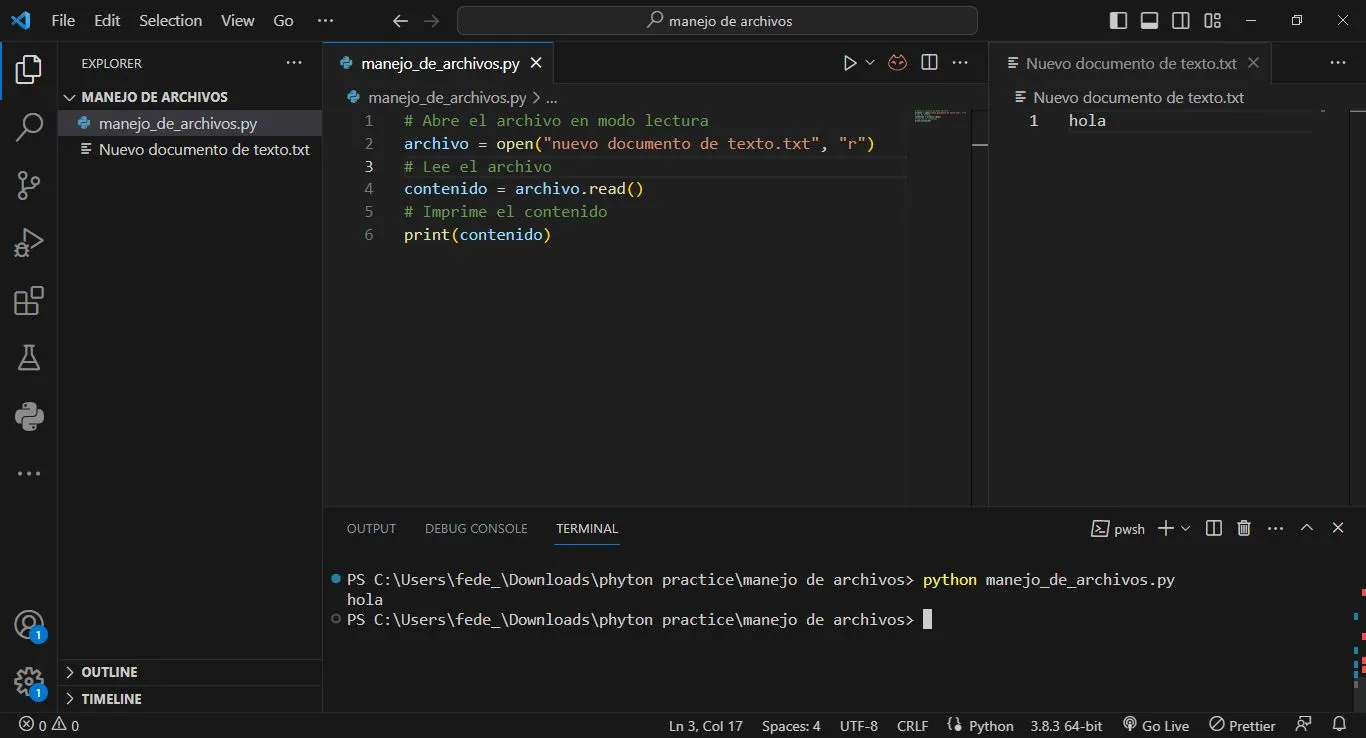 File Edit Selection View Go ··· manejo de archivos
EXPLORER ···
MANEJO DE ARCHIVOS
manejo_de_archivos.py
Nuevo documento de texto.txt
OUTLINE
TIMELINE
1
1
manejo_de_archivos.py
manejo_de_archivos.py > ...
1 # Abre el archivo en modo lectura
2 archivo = open("nuevo documento de texto.txt", "r")
3 # Lee el archivo
4 contenido = archivo.read()
5 # Imprime el contenido
6 print(contenido)
Nuevo documento de texto.txt
Nuevo documento de texto.txt
1 hola
OUTPUT DEBUG CONSOLE TERMINAL pwsh
PS C:\Users\fede_\Downloads\phyton practice\manejo de archivos> python manejo_de_archivos.py
hola
PS C:\Users\fede_\Downloads\phyton practice\manejo de archivos>
0 0 Ln 3, Col 17 Spaces: 4 UTF-8 CRLF Python 3.8.3 64-bit Go Live Prettier